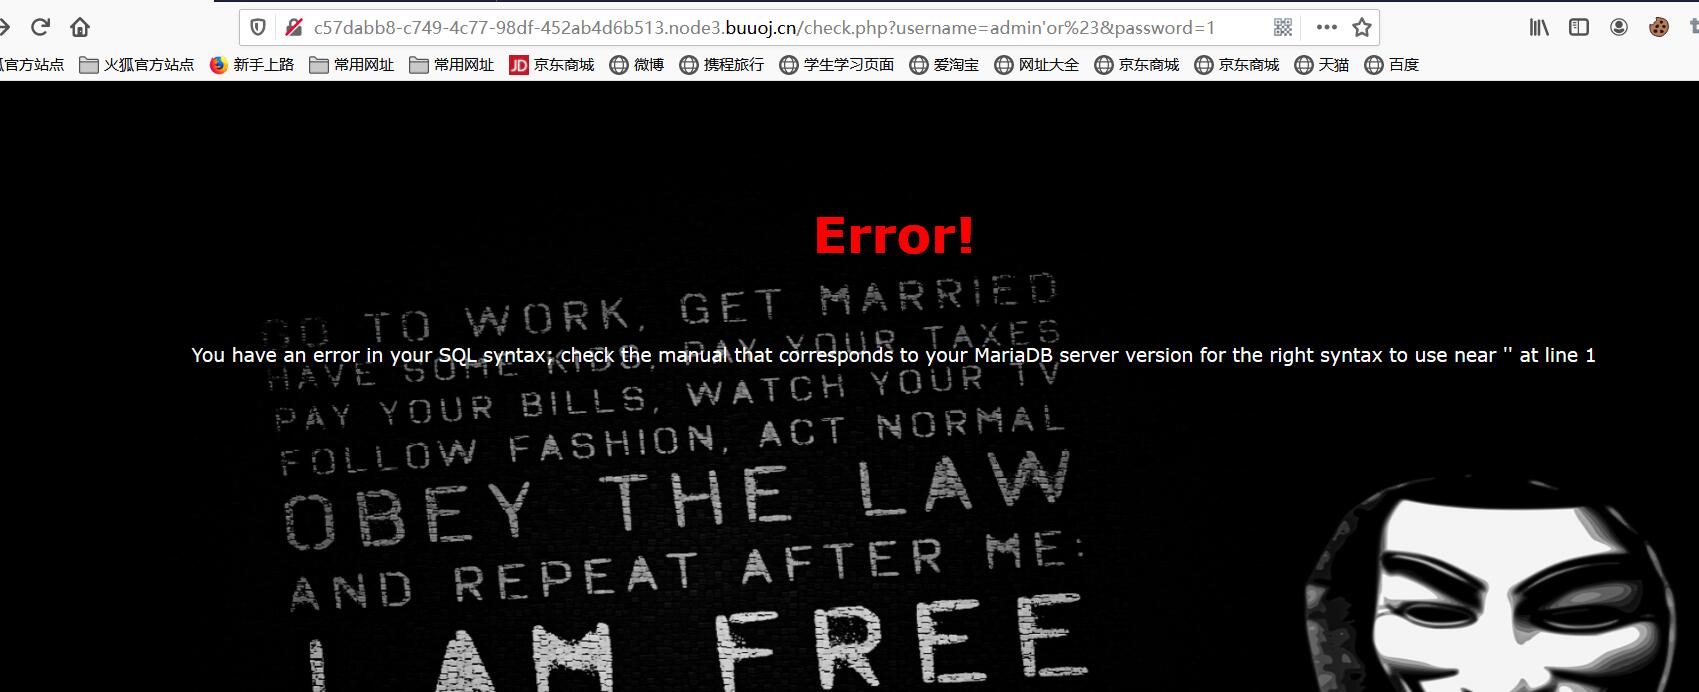 c57dabb8-c749-4c77-98df-452ab4d6b513.node3.buuoj.cn/check.php?username=admin'or%23&password=1
官方站点 火狐官方站点 新手上路 常用网址 常用网址 JD 京东商城 微博 携程旅行 学生学习页面 爱淘宝 网址大全 京东商城 京东商城 天猫 百度
Error!
GO TO WORK, GET MARRIED
HAVE SOME KIDS, PAY YOUR TAXES
You have an error in your SQL syntax; check the manual that corresponds to your MariaDB server version for the right syntax to use near '' at line 1
PAY YOUR BILLS, WATCH YOUR TV
FOLLOW FASHION, ACT NORMAL
OBEY THE LAW
AND REPEAT AFTER ME:
I AM FREE